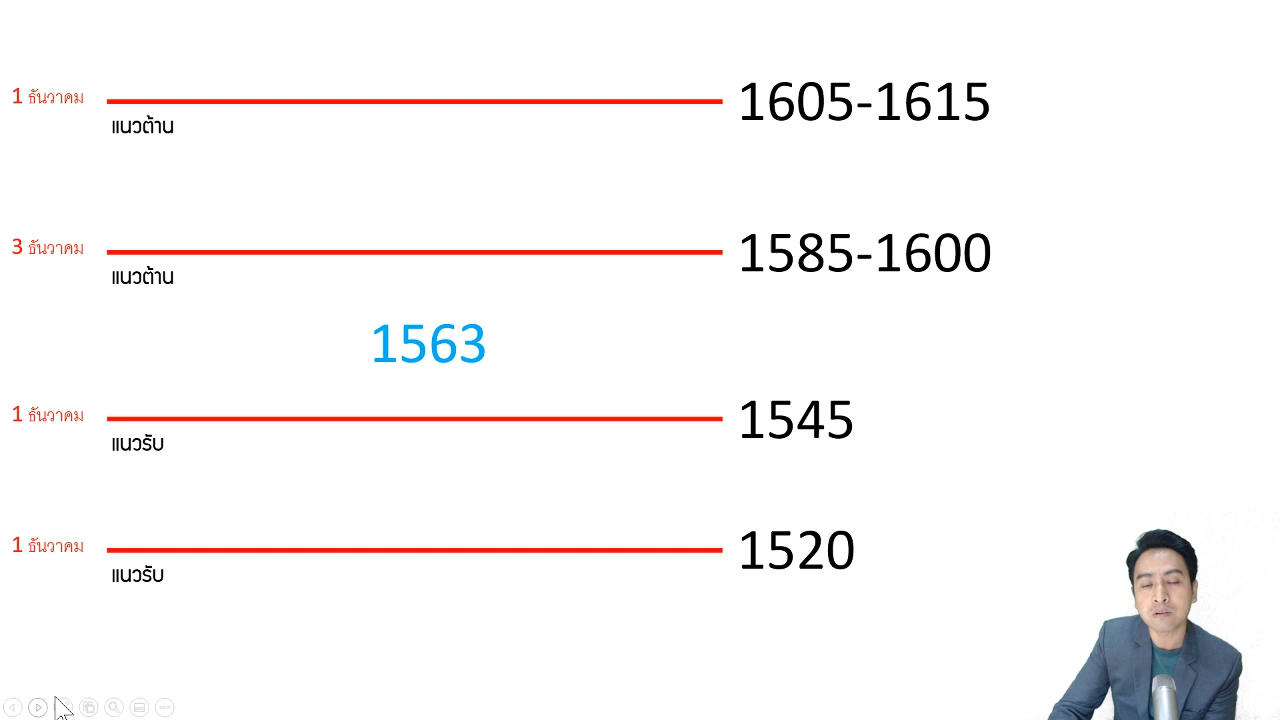 1 ธันวาคม
1605-1615
แนวต้าน
3 ธันวาคม
1585-1600
แนวต้าน
1563
1 ธันวาคม
1545
แนวรับ
1 ธันวาคม
1520
แนวรับ